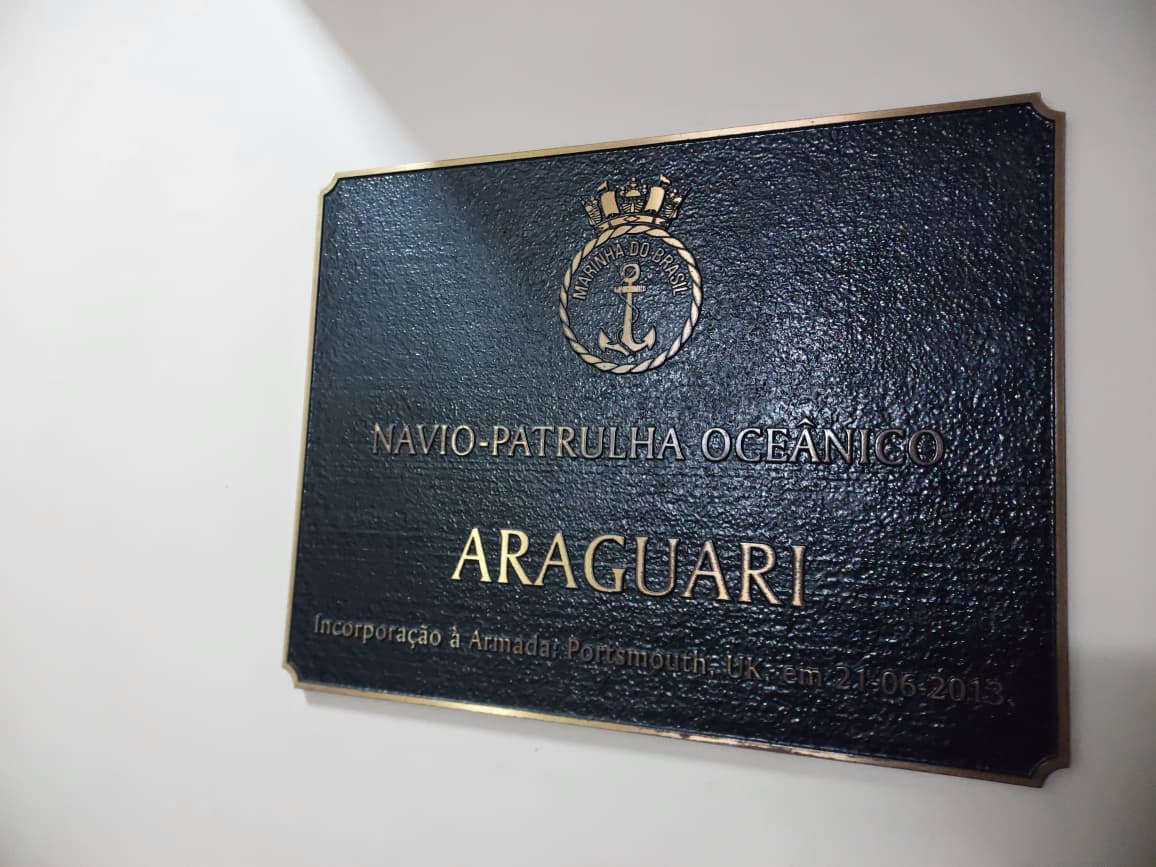 MARINHA DO BRASIL
NAVIO-PATRULHA OCEÂNICO
ARAGUARI
Incorporação à Armada: Portsmouth, UK, em 21-06-2013.